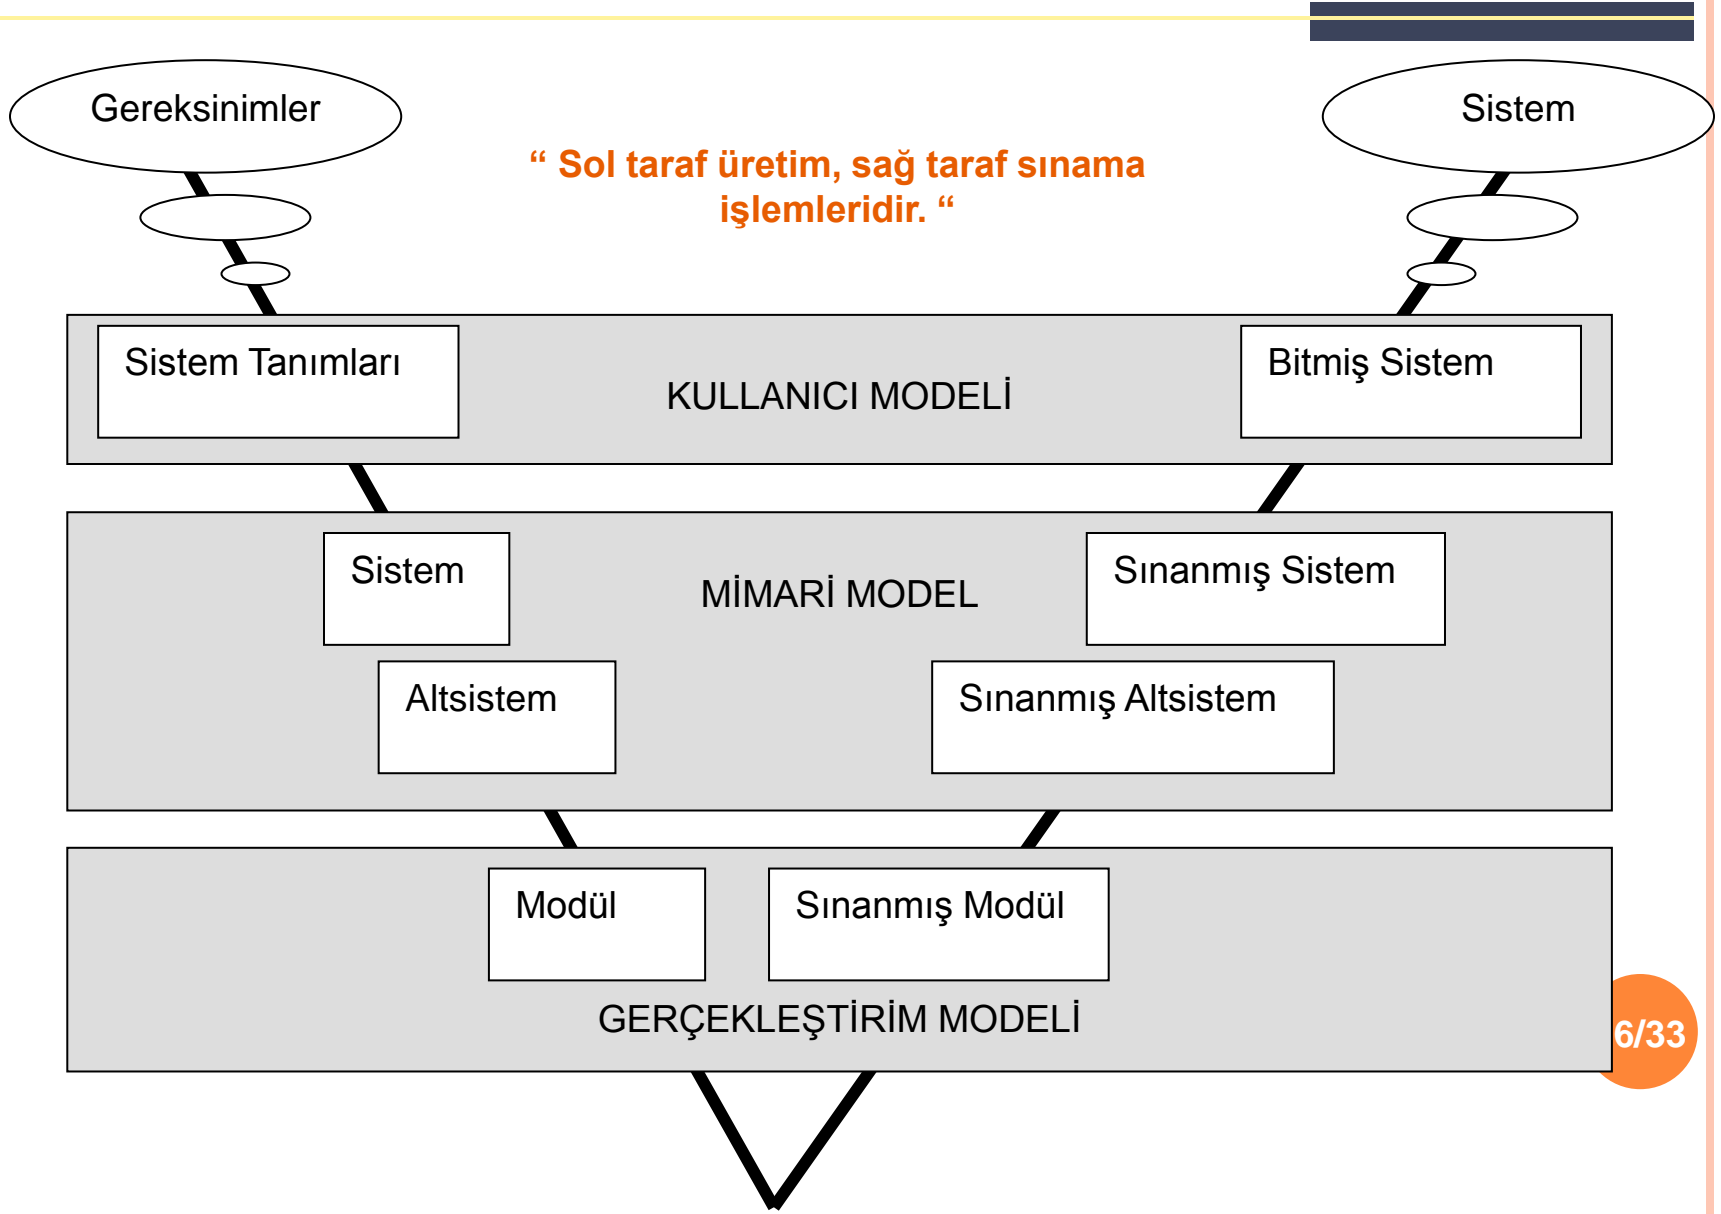 Gereksinimler
Sistem
“ Sol taraf üretim, sağ taraf sınama
işlemleridir. “
Sistem Tanımları
KULLANICI MODELİ
Bitmiş Sistem
Sistem
MİMARİ MODEL
Sınanmış Sistem
Altsistem
Sınanmış Altsistem
Modül
Sınanmış Modül
GERÇEKLEŞTİRİM MODELİ
6/33